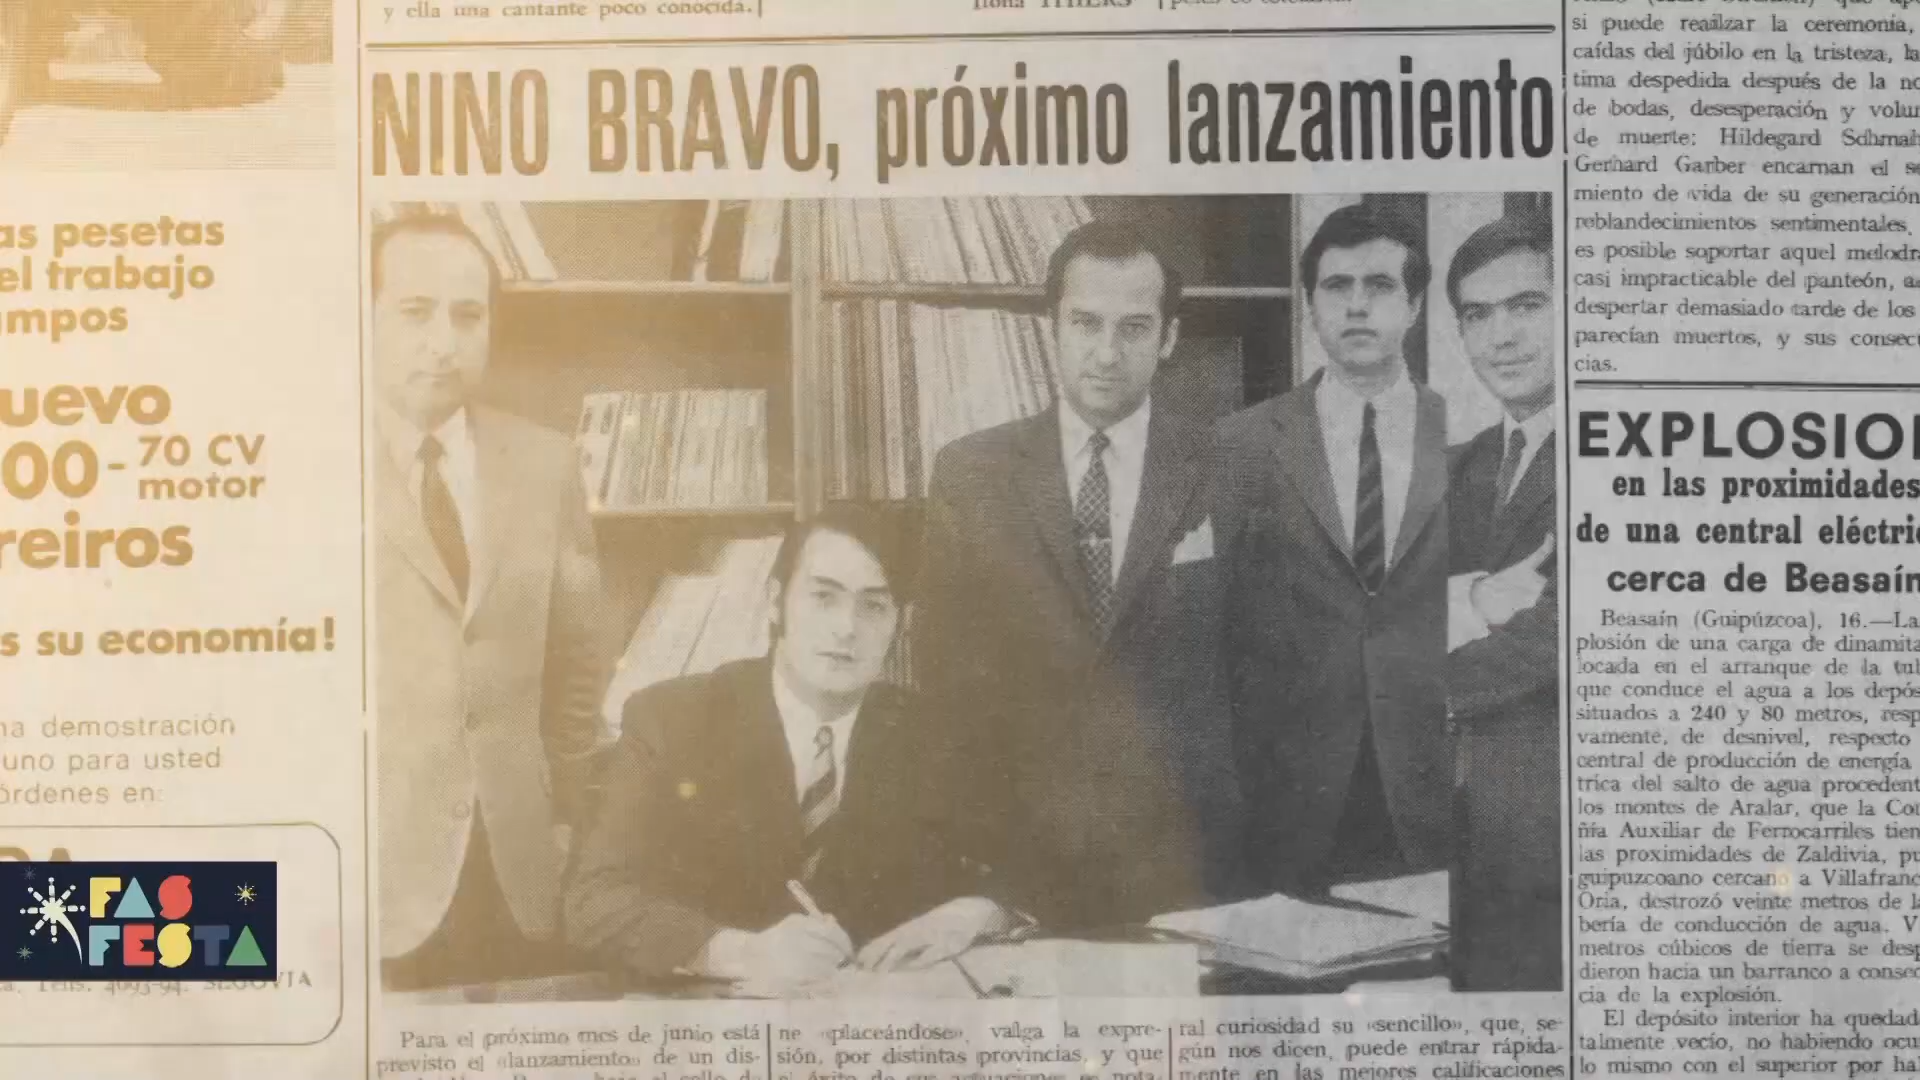 y ella una cantante poco conocida.
NINO BRAVO, próximo lanzamiento
as pesetas
el trabajo
mpos
uevo
00-70 CV
motor
reiros
s su economía!
na demostración
uno para usted
órdenes en:
FAS
FESTA
Tells. 4093-94. SEGOVIA
Para el próximo mes de junio está
previsto el «lanzamiento» de un dis-
ne «placeándose», valga la expre-
sión, por distintas provincias, y que
ral curiosidad su «sencillo», que, se-
gún nos dicen, puede entrar rápida-
mente en las mejores calificaciones
si puede realzar la ceremonia,
caídas del júbilo en la tristeza, la
tima despedida después de la no
de bodas, desesperación y volu
de muerte: Hildegard
Gerhard Garber encarnan el se
miento de vida de su generación
reblandecimientos sentimentales,
es posible soportar aquel melodr
casi impracticable del panteón,
despertar demasiado tarde de los
parecían muertos, y sus consec
cias.
EXPLOSIO
en las proximidades
de una central eléctric
cerca de Beasaín
Beasaín (Guipúzcoa), 16.—La
plosión de una carga de dinamita
locada en el arranque de la tu
que conduce el agua a los depós
situados a 240 y 80 metros, resp
vamente, de desnivel, respecto
central de producción de energía
trica del salto de agua procedent
los montes de Aralar, que la Co
ñía Auxiliar de Ferrocarriles tien
las proximidades de Zaldivia, pu
guipuzcoano cercano a Villafranc
Oria, destrozó veinte metros de
bería de conducción de agua. V
metros cúbicos de tierra se desp
dieron hacia un barranco a consec
cia de la explosión.
El depósito interior ha quedad
talmente vecío, no habiendo ocu
lo mismo con el superior por ha